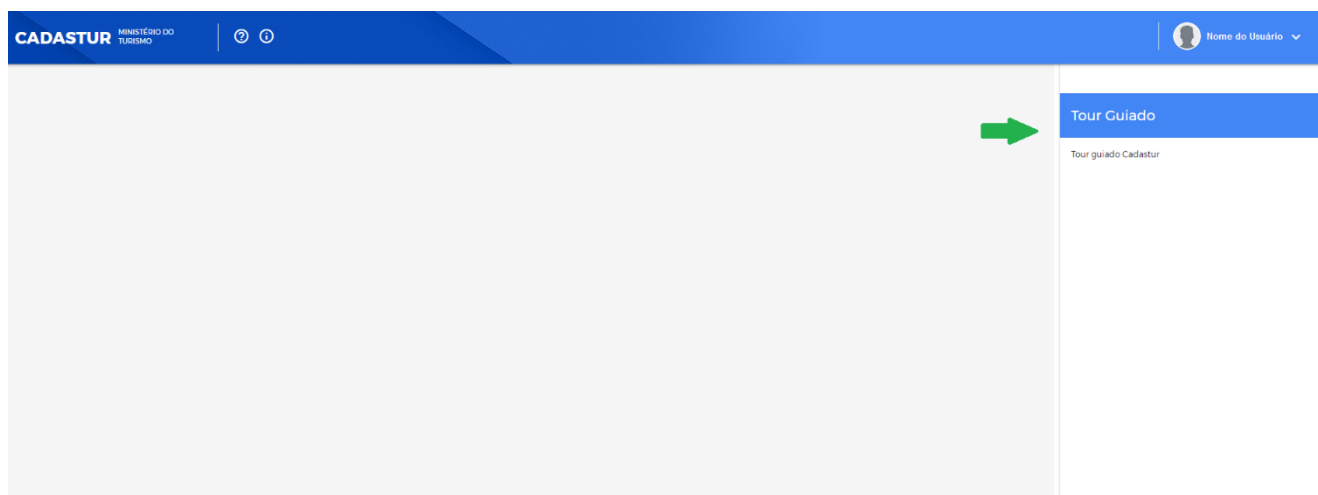 CADASTUR
MINISTÉRIO DO
TURISMO
Nome do Usuário
Tour Guiado
Tour guiado Cadastur